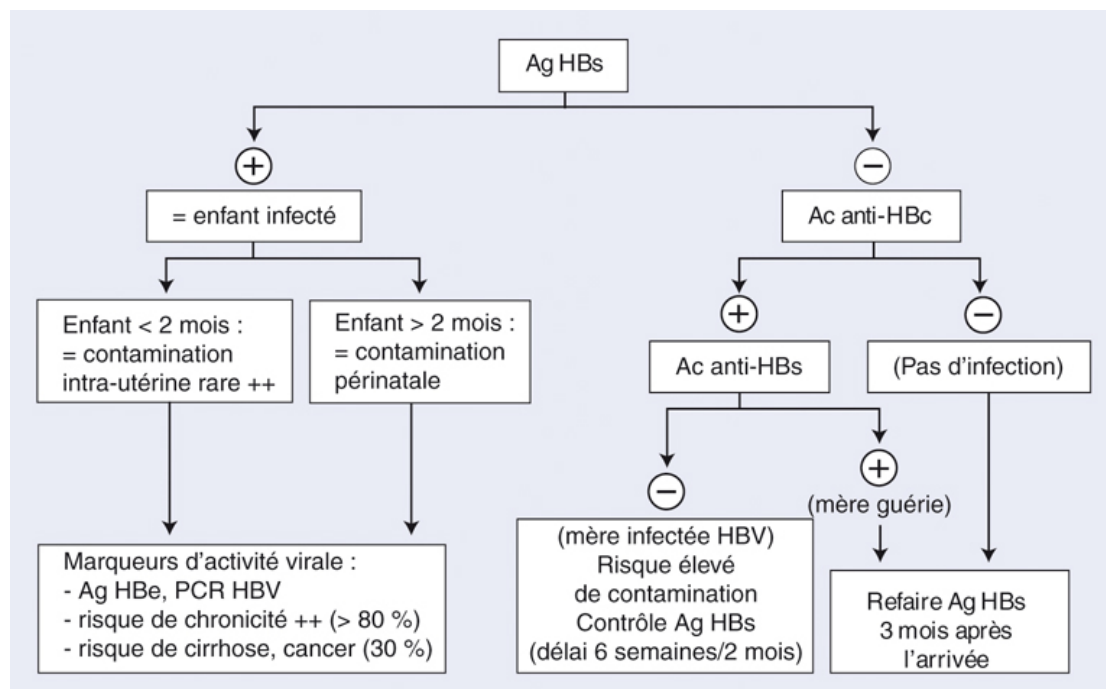 Ag HBs
+
−
= enfant infecté
Ac anti-HBc
+
−
Enfant < 2 mois :
= contamination
intra-utérine rare ++
Enfant > 2 mois :
= contamination
périnatale
Ac anti-HBs
(Pas d'infection)
−
+
(mère guérie)
Marqueurs d'activité virale :
- Ag HBe, PCR HBV
- risque de chronicité ++ (> 80 %)
- risque de cirrhose, cancer (30 %)
(mère infectée HBV)
Risque élevé
de contamination
Contrôle Ag HBs
(délai 6 semaines/2 mois)
Refaire Ag HBs
3 mois après
l'arrivée